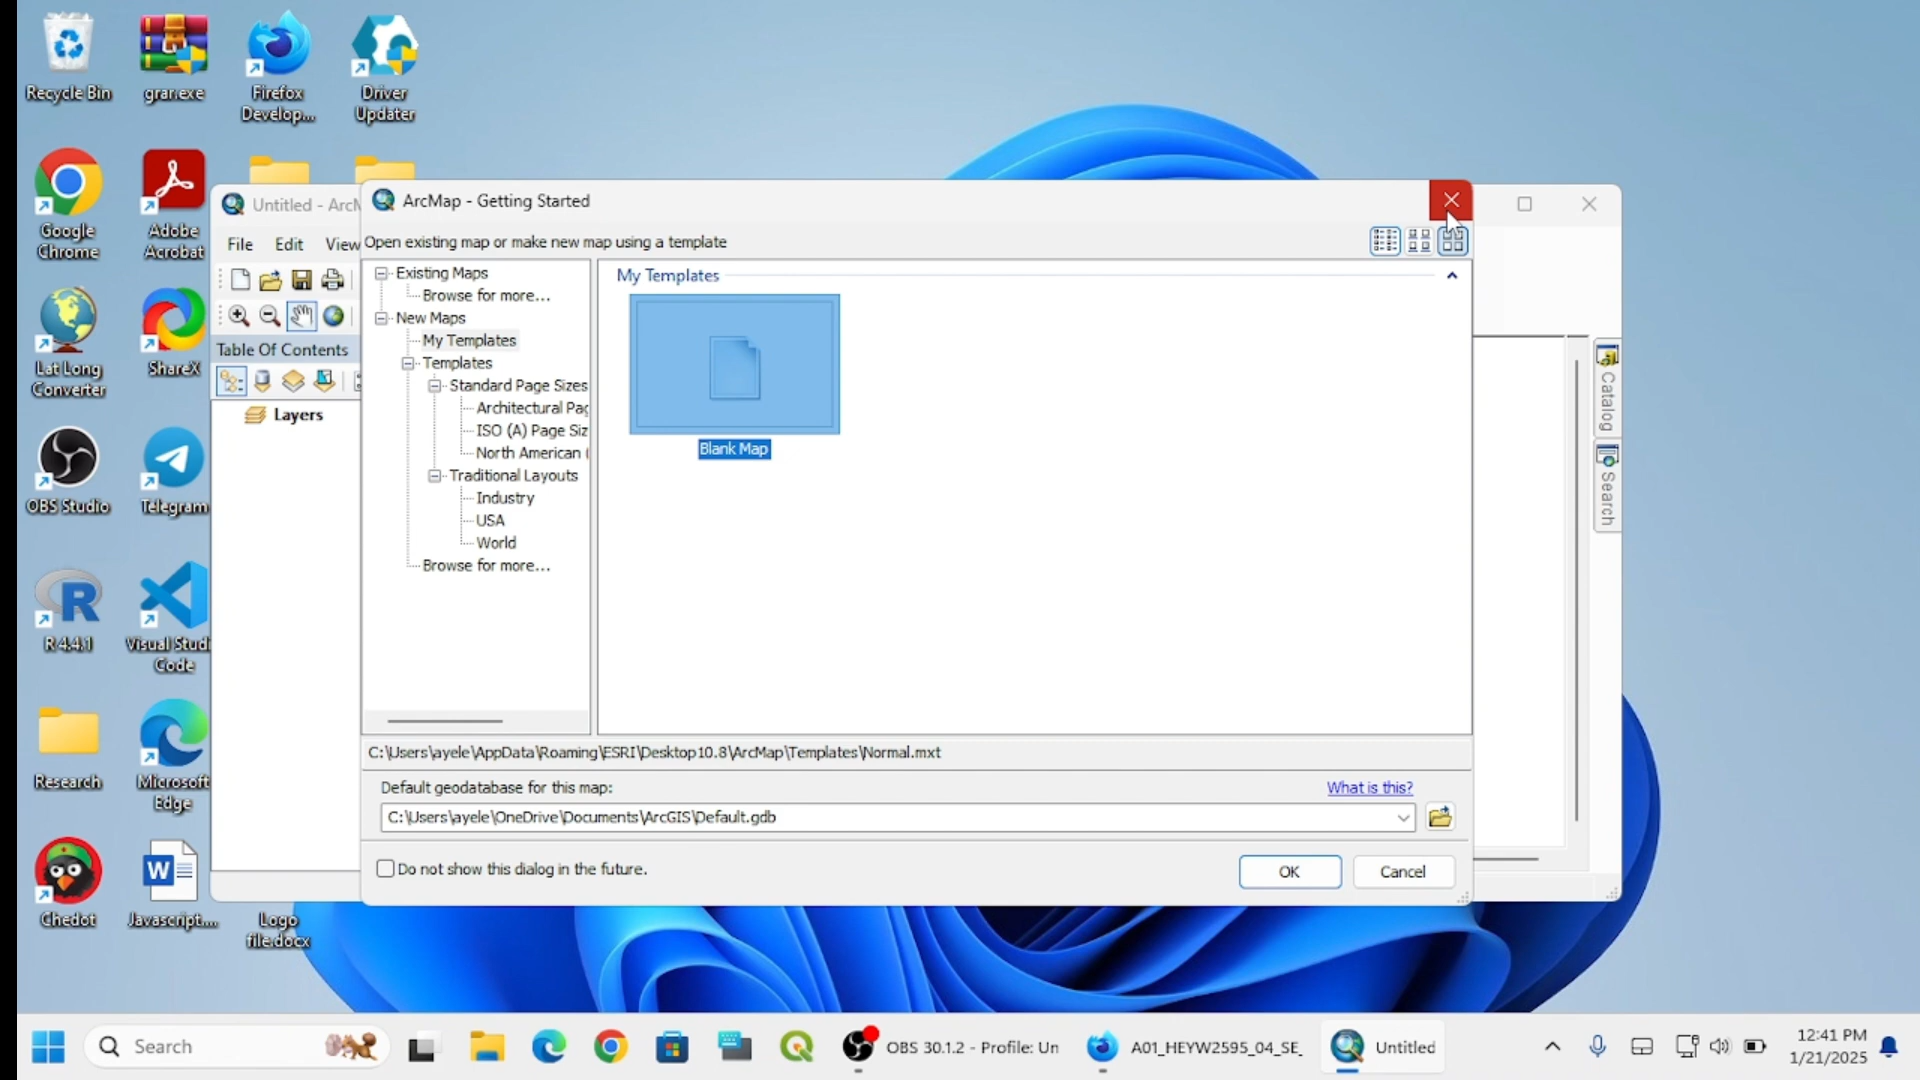 Recycle Bin
gran.exe
Firefox
Develop...
Driver
Updater
Google
Chrome
Adobe
Acrobat
Lat Long
Converter
ShareX
OBS Studio
Telegram
R 4.4.1
Visual Studi
Code
Research
Microsoft
Edge
Chedot
Javascript....
Logo
file.docx
Untitled - ArcM
File Edit View
Table Of Contents
Layers
ArcMap - Getting Started
Open existing map or make new map using a template
Existing Maps
Browse for more...
New Maps
My Templates
Templates
Standard Page Sizes
Architectural Pag
ISO (A) Page Siz
North American (
Traditional Layouts
Industry
USA
World
Browse for more...
My Templates
Blank Map
C:\Users\ayele\AppData\Roaming\ESRI\Desktop10.8\ArcMap\Templates\Normal.mxt
Default geodatabase for this map:
What is this?
C:\Users\ayele\OneDrive\Documents\ArcGIS\Default.gdb
Do not show this dialog in the future.
OK
Cancel
Catalog
Search
Search
OBS 30.1.2 - Profile: Un
A01_HEYW2595_04_SE_
Untitled
12:41 PM
1/21/2025